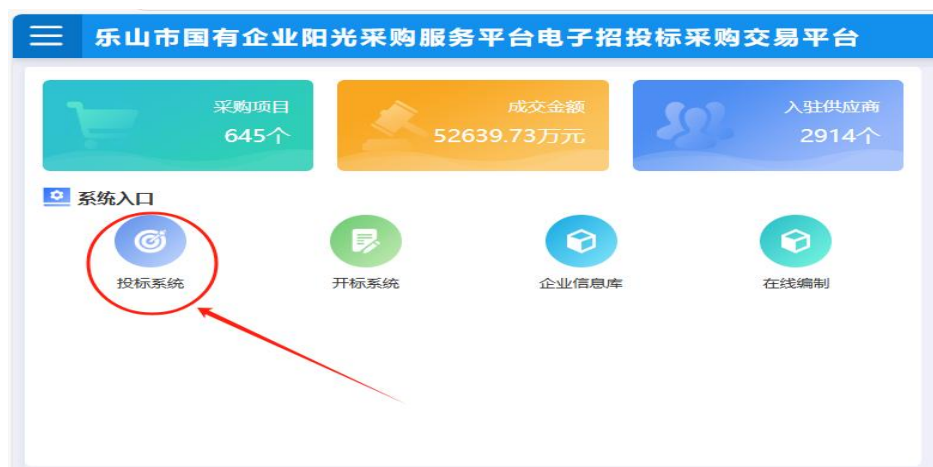 乐山市国有企业阳光采购服务平台电子招投标采购交易平台
采购项目
645个
成交金额
52639.73万元
入驻供应商
2914个
系统入口
投标系统
开标系统
企业信息库
在线编制